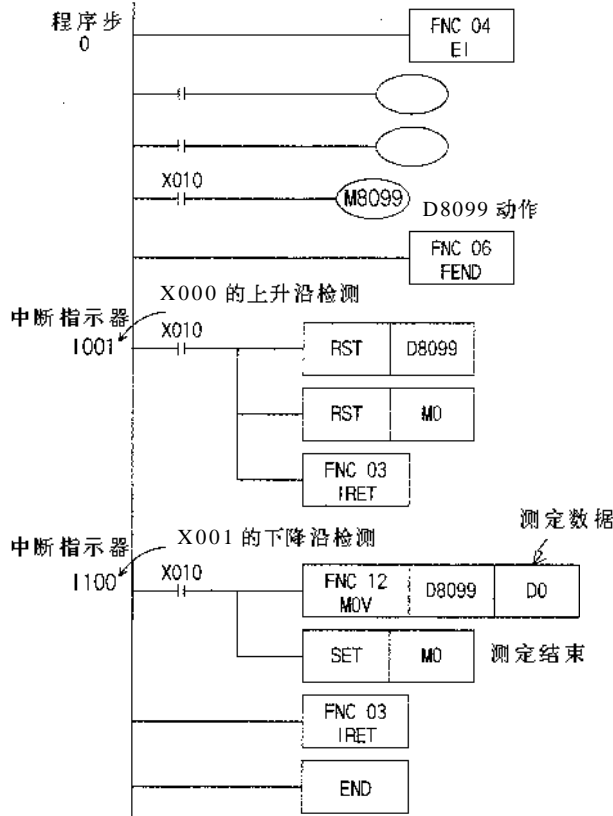 程序步
0
FNC 04
EI
X010
M8099
D8099 动作
FNC 06
FEND
X000 的上升沿检测
中断指示器
I001
X010
RST D8099
RST M0
FNC 03
IRET
测定数据
X001 的下降沿检测
中断指示器
I100
X010
FNC 12
MOV
D8099
D0
SET M0
测定结束
FNC 03
IRET
END